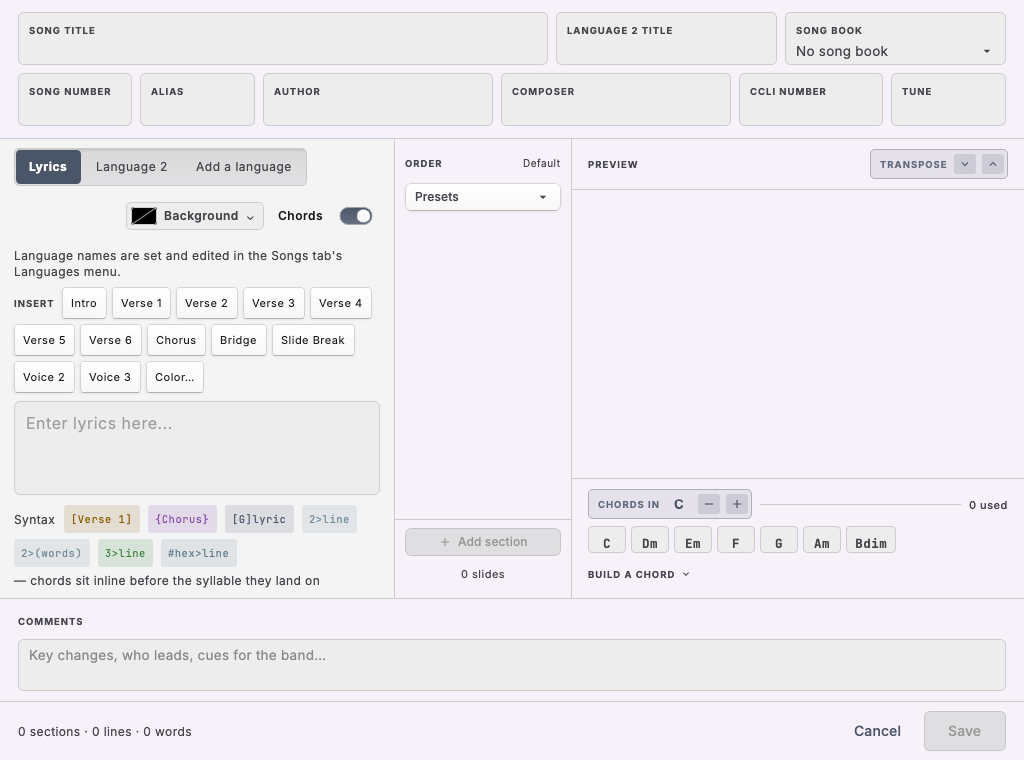 SONG TITLE
LANGUAGE 2 TITLE
SONG BOOK
No song book
SONG NUMBER
ALIAS
AUTHOR
COMPOSER
CCLI NUMBER
TUNE
Lyrics
Language 2
Add a language
Background
Chords
Language names are set and edited in the Songs tab's
Languages menu.
INSERT Intro Verse 1 Verse 2 Verse 3 Verse 4
Verse 5 Verse 6 Chorus Bridge Slide Break
Voice 2 Voice 3 Color...
Enter lyrics here...
Syntax [Verse 1] {Chorus} [G]lyric 2>line
2>(words) 3>line #hex>line
— chords sit inline before the syllable they land on
ORDER Default
Presets
+ Add section
0 slides
PREVIEW
TRANSPOSE
CHORDS IN C − + 0 used
C Dm Em F G Am Bdim
BUILD A CHORD
COMMENTS
Key changes, who leads, cues for the band...
0 sections · 0 lines · 0 words
Cancel
Save